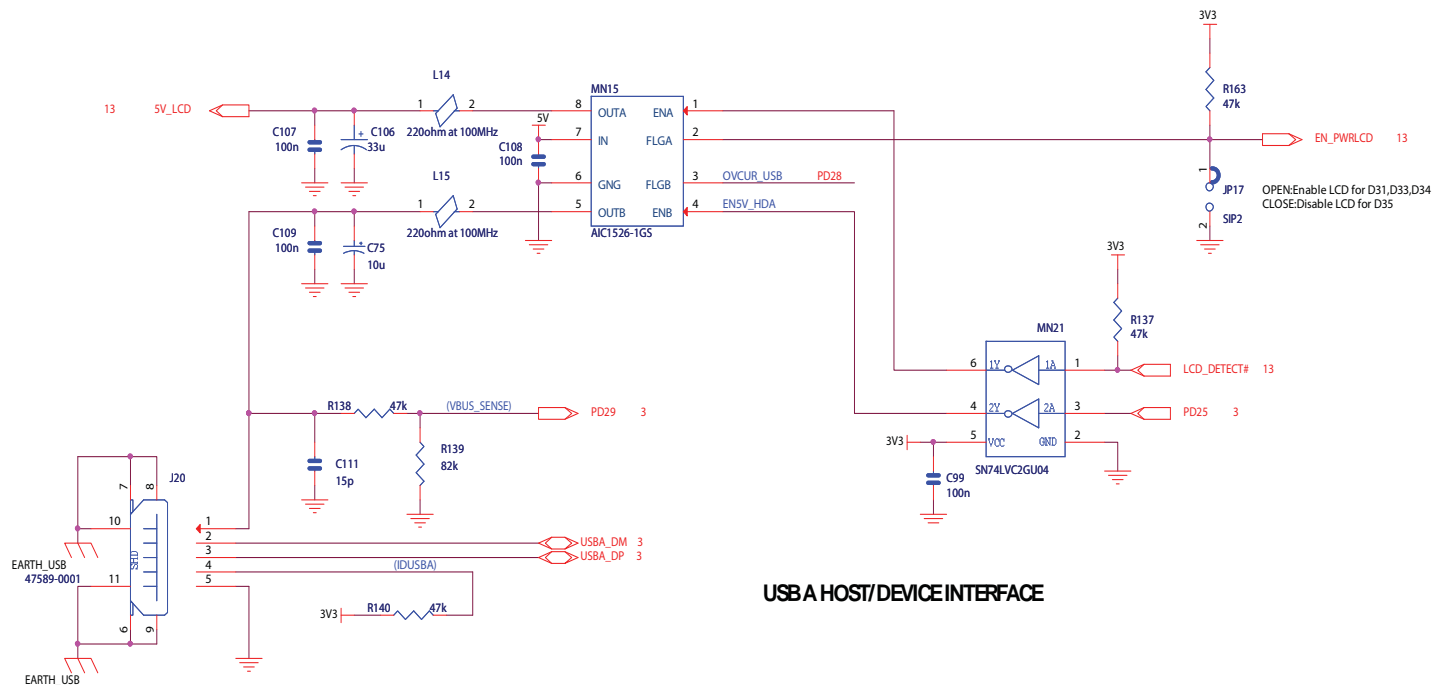 3V3
R163
47k
EN_PWRLCD 13
1
JP17
SIP2
2
OPEN:Enable LCD for D31,D33,D34
CLOSE:Disable LCD for D35
13 5V_LCD
L14
1 2
220ohm at 100MHz
C107
100n
+
C106
33u
5V
C108
100n
MN15
8 OUTA ENA 1
7 IN FLGA 2
6 GNG FLGB 3
5 OUTB ENB 4
AIC1526-1GS
OVCUR_USB PD28
EN5V_HDA
L15
1 2
220ohm at 100MHz
C109
100n
+
C75
10u
3V3
R137
47k
MN21
6 1Y 1A 1
LCD_DETECT# 13
4 2Y 2A 3
PD25 3
3V3
5 VCC GND 2
SN74LVC2GU04
C99
100n
R138 47k
(VBUS_SENSE)
PD29 3
R139
82k
C111
15p
J20
7 8
10
1
2
3
4
5
SHD
11
6 9
EARTH_USB
47589-0001
EARTH_USB
USBA_DM 3
USBA_DP 3
(IDUSBA)
3V3
R140 47k
USB A HOST/DEVICE INTERFACE